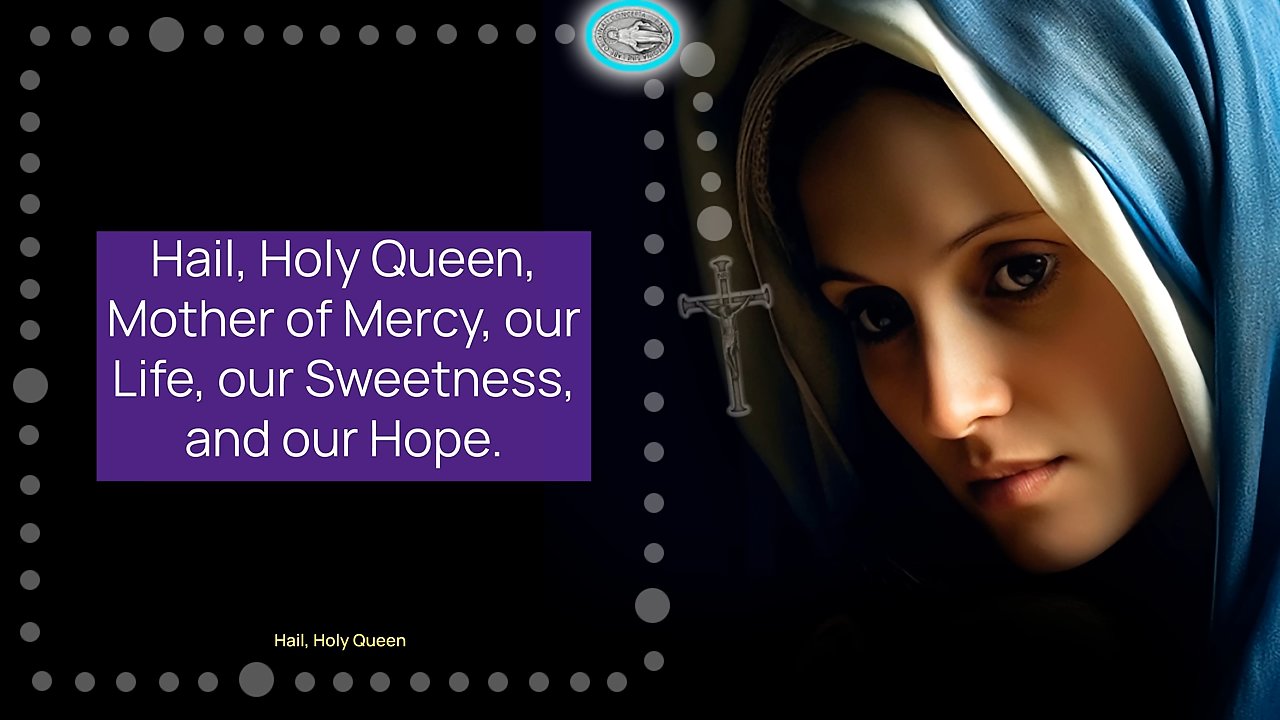 Hail, Holy Queen,
Mother of Mercy, our
Life, our Sweetness,
and our Hope.
Hail, Holy Queen